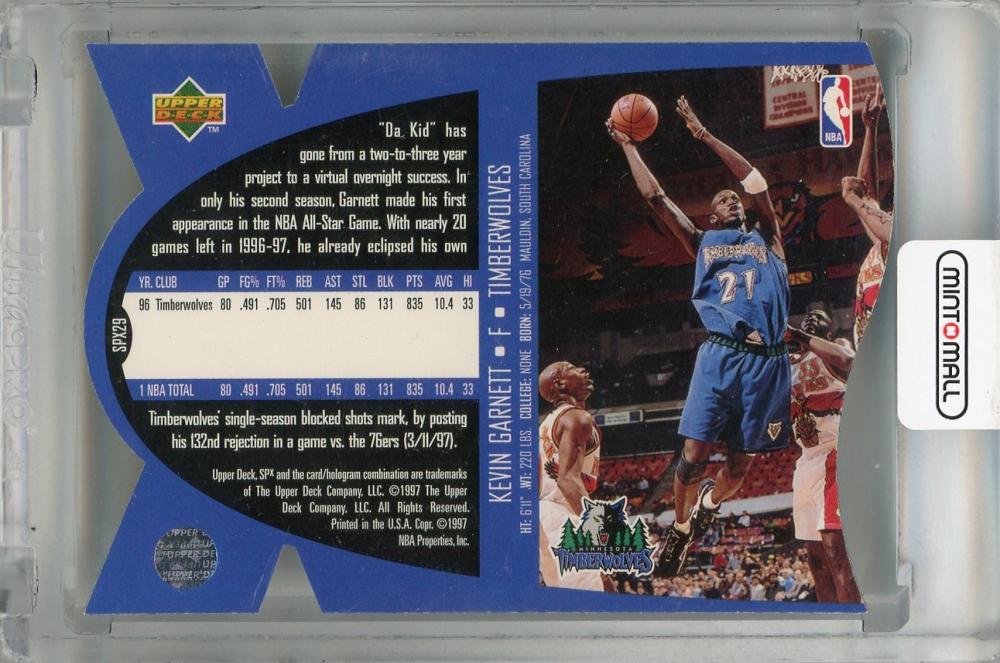 UPPER
DECK
TM
"Da Kid" has
gone from a two-to-three year
project to a virtual overnight success. In
only his second season, Garnett made his first
appearance in the NBA All-Star Game. With nearly 20
games left in 1996-97, he already eclipsed his own
YR. CLUB GP FG% FT% REB AST STL BLK PTS AVG HI
96 Timberwolves 80 .491 .705 501 145 86 131 835 10.4 33
1 NBA TOTAL 80 .491 .705 501 145 86 131 835 10.4 33
Timberwolves' single-season blocked shots mark, by posting
his 132nd rejection in a game vs. the 76ers (3/11/97).
Upper Deck, SPx and the card/hologram combination are trademarks
of The Upper Deck Company, LLC. ©1997 The Upper
Deck Company, LLC. All Rights Reserved.
Printed in the U.S.A. Copr. ©1997
NBA Properties, Inc.
SPX29
UPPER DE
KEVIN GARNETT • F • TIMBERWOLVES
HT: 6'11" .WT: 220 LBS. COLLEGE: NONE BORN: 5/19/76 MAULDIN, SOUTH CAROLINA
CENTRAL
DIVISION
CHAMPIONS
NBA
TIMBERWOLVES
21
MINNESOTA
TIMBERWOLVES
MINT MALL